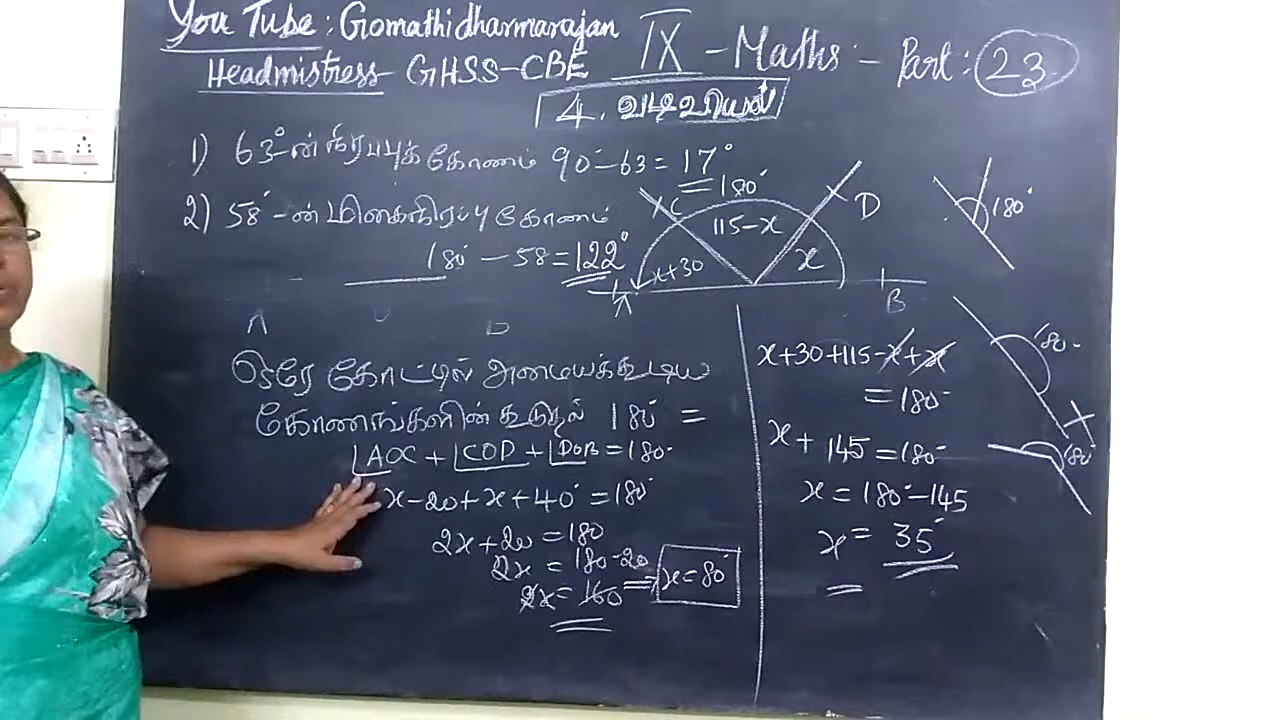 You Tube: Gomathidharmarajan
Headmistress GHSS-CBE
IX - Maths - Part: 23
4. வடிவியல்
1) 63°-ன் நிரப்புக் கோணம் 90°-63 = 17°
2) 58°-ன் மிகைநிரப்பு கோணம்
180° - 58 = 122°
180°
C
D
115-x
x+30
x
A
B
180°
180°
180°
ஒரே கோட்டில் அமையக்கூடிய
கோணங்களின் கூடுதல் 180° =
∠AOC + ∠COD + ∠DOB = 180°
x-20+x+40° = 180°
2x+20 = 180
2x = 180-20
2x = 160
x = 80°
x+30+115-x+x
= 180°
x + 145 = 180°
x = 180°-145
x = 35°